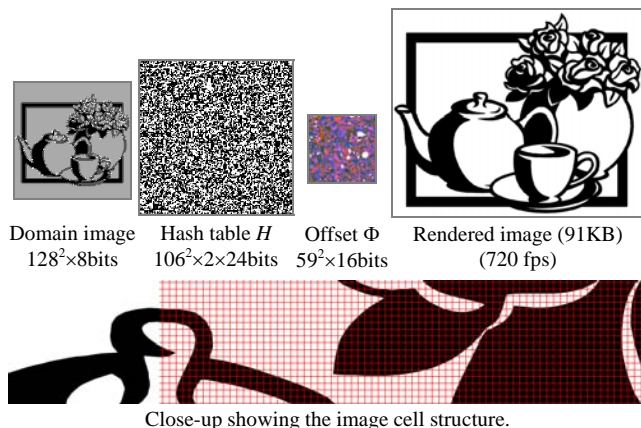 Domain image
128²×8bits
Hash table H
106²×2×24bits
Offset Φ
59²×16bits
Rendered image (91KB)
(720 fps)
Close-up showing the image cell structure.